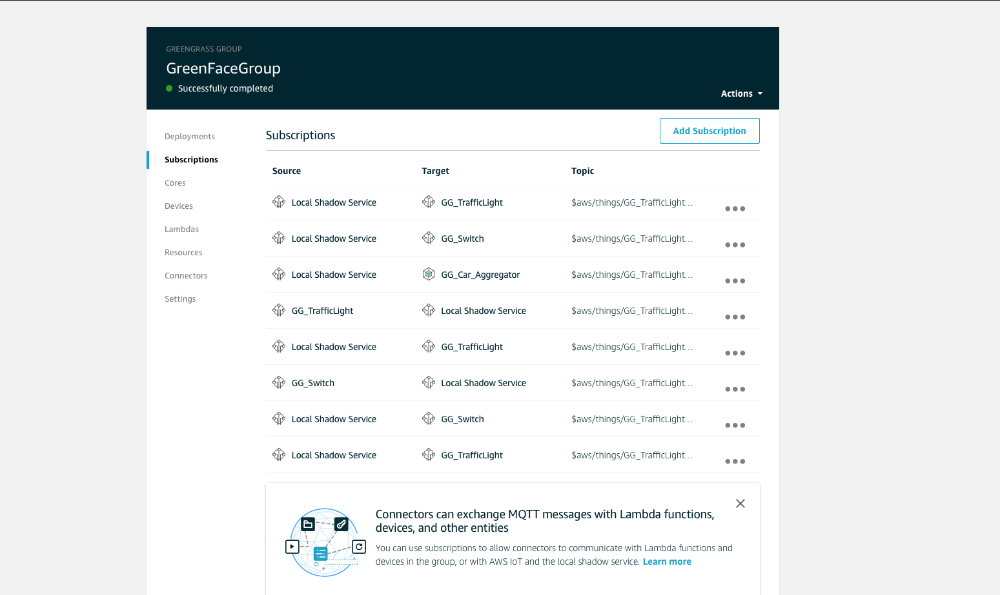 GREENGRASS GROUP
GreenFaceGroup
Successfully completed
Actions
Deployments
Subscriptions
Cores
Devices
Lambdas
Resources
Connectors
Settings
Subscriptions
Add Subscription
Source Target Topic
Local Shadow Service GG_TrafficLight $aws/things/GG_TrafficLight...
Local Shadow Service GG_Switch $aws/things/GG_TrafficLight...
Local Shadow Service GG_Car_Aggregator $aws/things/GG_TrafficLight...
GG_TrafficLight Local Shadow Service $aws/things/GG_TrafficLight...
Local Shadow Service GG_TrafficLight $aws/things/GG_TrafficLight...
GG_Switch Local Shadow Service $aws/things/GG_TrafficLight...
Local Shadow Service GG_Switch $aws/things/GG_TrafficLight...
Local Shadow Service GG_TrafficLight $aws/things/GG_TrafficLight...
Connectors can exchange MQTT messages with Lambda functions,
devices, and other entities
You can use subscriptions to allow connectors to communicate with Lambda functions and
devices in the group, or with AWS IoT and the local shadow service. Learn more